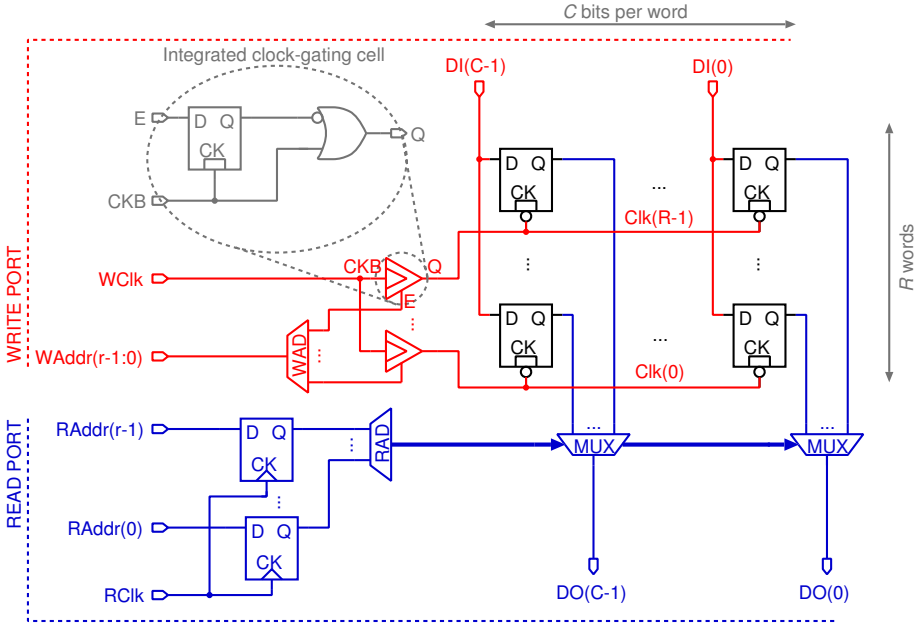 C bits per word
Integrated clock-gating cell
DI(C-1)
DI(0)
E
D Q
CK
Q
CKB
D Q
CK
...
D Q
CK
R words
WRITE PORT
Clk(R-1)
...
...
WClk
CKB
Q
E
...
D Q
CK
...
D Q
CK
WAddr(r-1:0)
WAD
...
Clk(0)
READ PORT
RAddr(r-1)
D Q
CK
...
RAD
...
MUX
...
MUX
...
RAddr(0)
D Q
CK
RClk
DO(C-1)
DO(0)